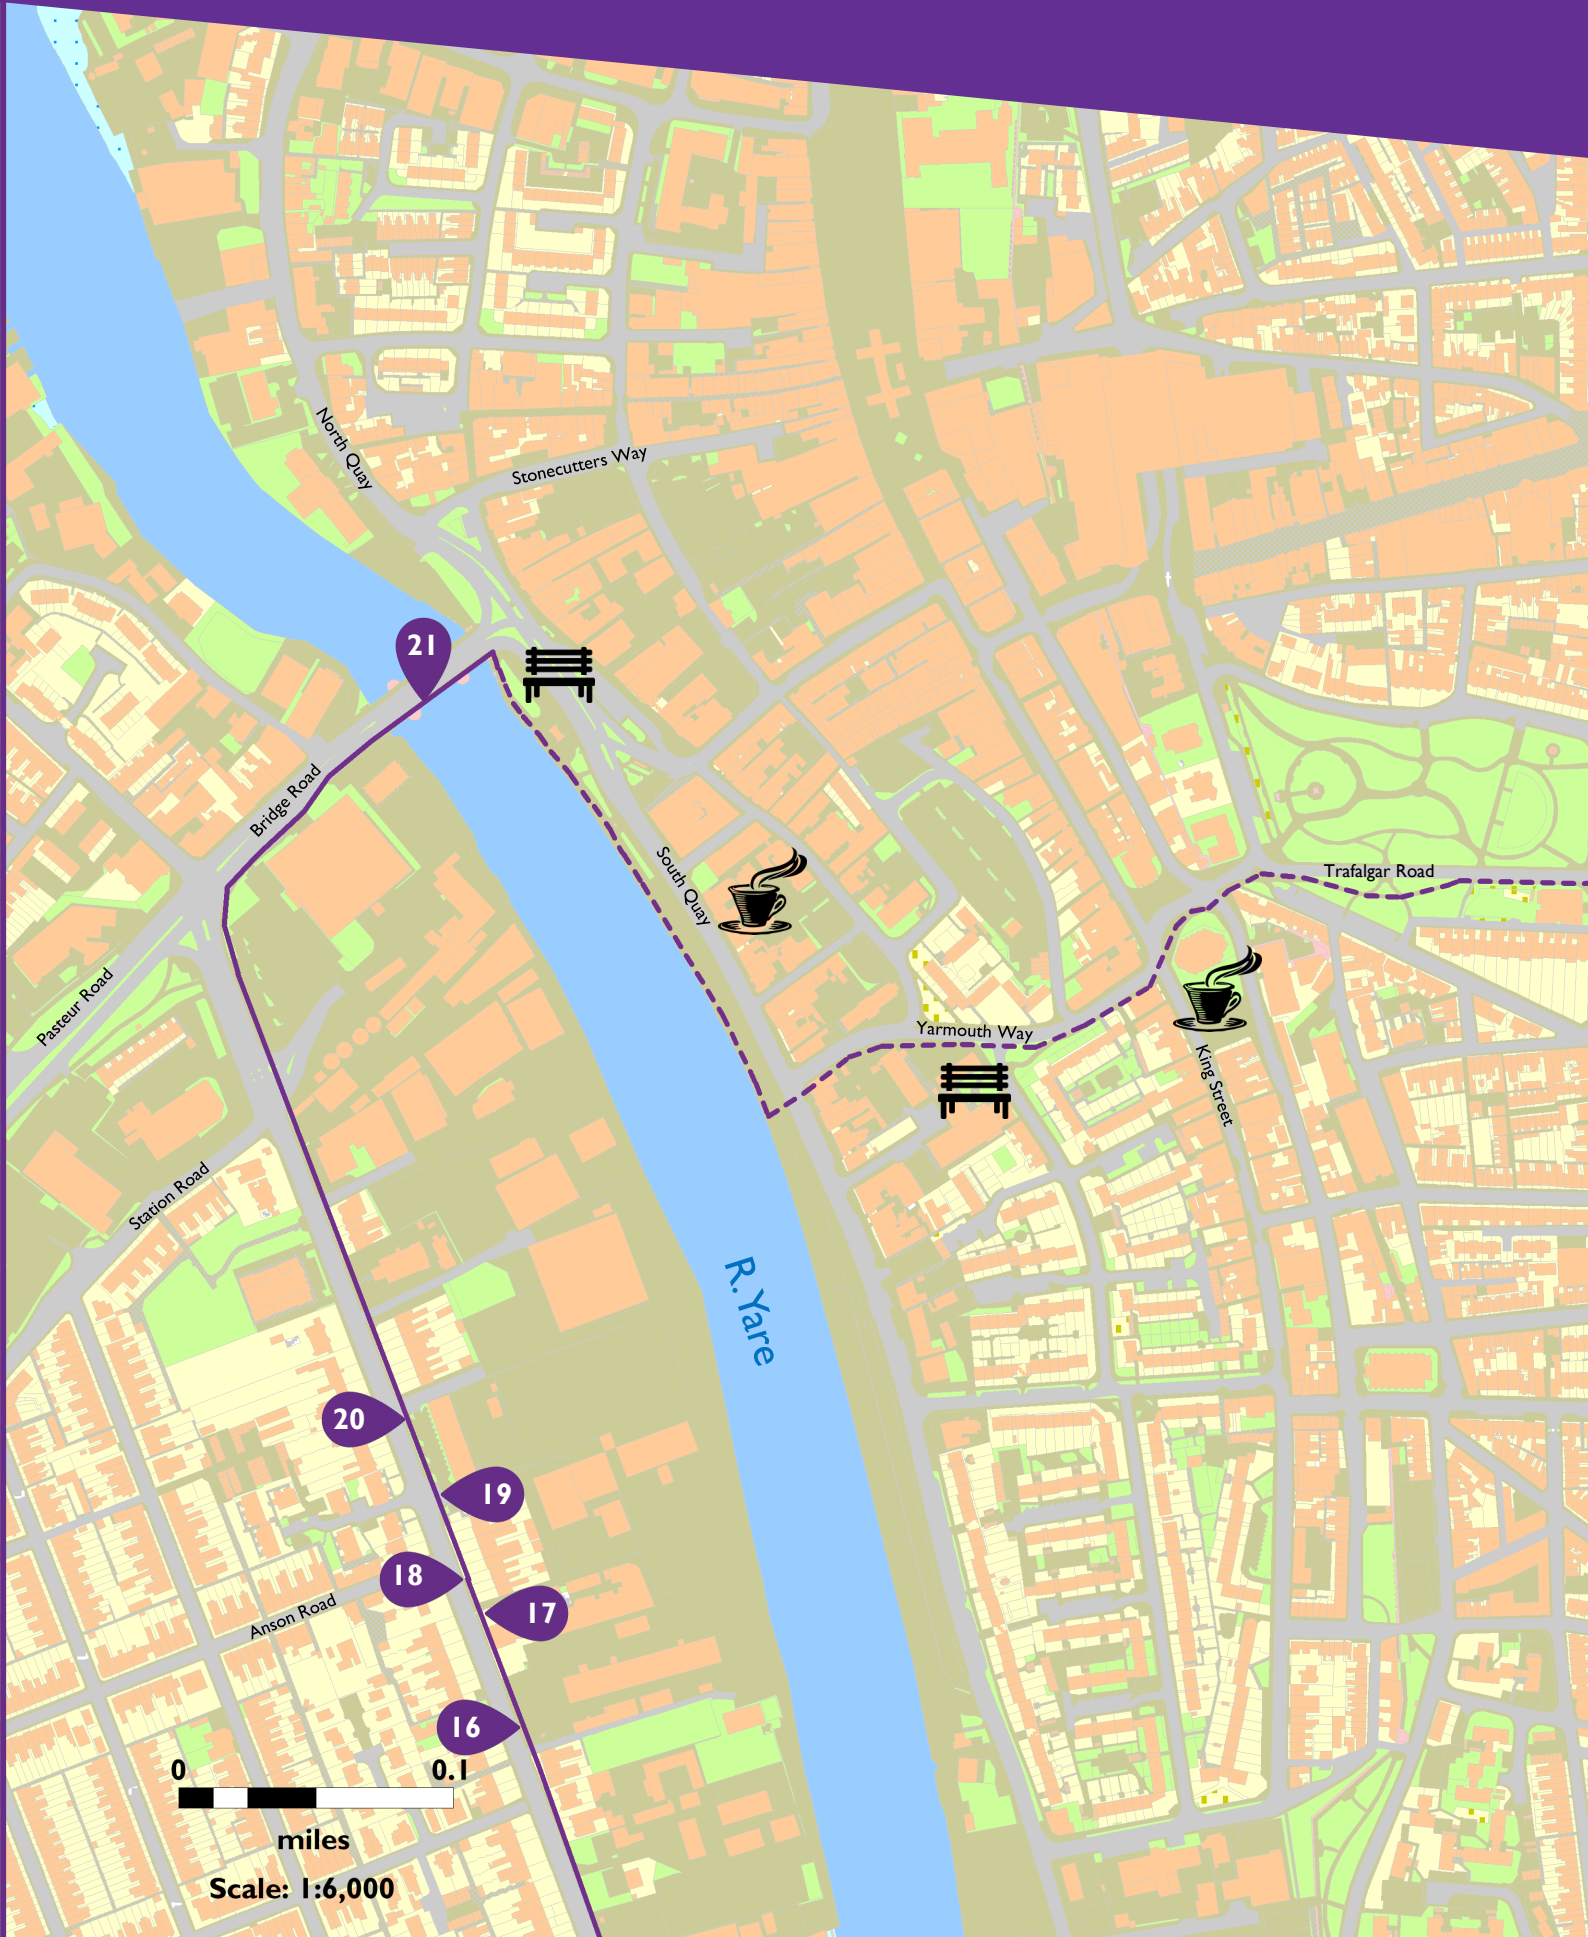 North Quay
Stonecutters Way
21
Bridge Road
South Quay
Trafalgar Road
Pasteur Road
Yarmouth Way
King Street
Station Road
R. Yare
20
19
18
17
Anson Road
16
0 0.1
miles
Scale: 1:6,000